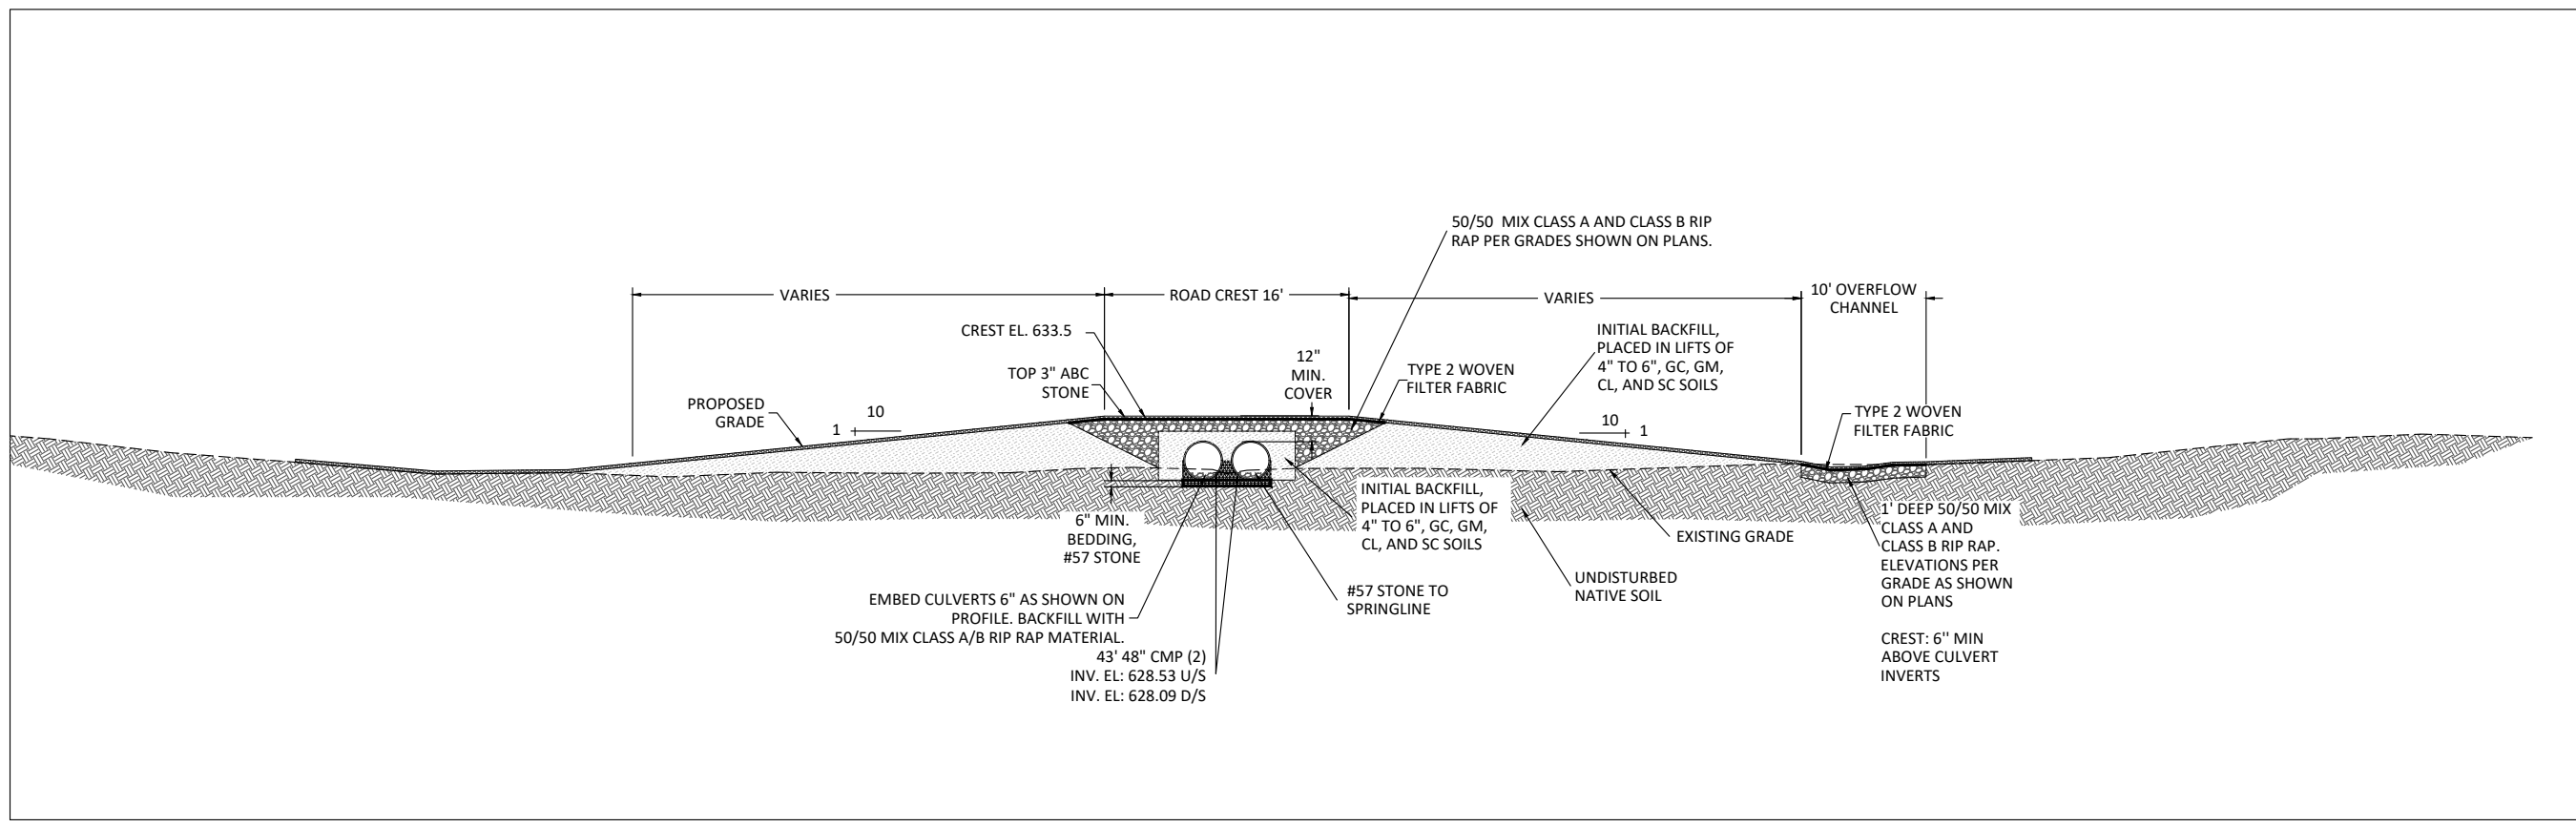 50/50 MIX CLASS A AND CLASS B RIP
RAP PER GRADES SHOWN ON PLANS.
VARIES
ROAD CREST 16'
VARIES
10' OVERFLOW
CHANNEL
CREST EL. 633.5
TOP 3" ABC
STONE
12"
MIN.
COVER
TYPE 2 WOVEN
FILTER FABRIC
INITIAL BACKFILL,
PLACED IN LIFTS OF
4" TO 6", GC, GM,
CL, AND SC SOILS
PROPOSED
GRADE
10
1
10
1
TYPE 2 WOVEN
FILTER FABRIC
6" MIN.
BEDDING,
#57 STONE
INITIAL BACKFILL,
PLACED IN LIFTS OF
4" TO 6", GC, GM,
CL, AND SC SOILS
EXISTING GRADE
1' DEEP 50/50 MIX
CLASS A AND
CLASS B RIP RAP.
ELEVATIONS PER
GRADE AS SHOWN
ON PLANS
CREST: 6'' MIN
ABOVE CULVERT
INVERTS
EMBED CULVERTS 6" AS SHOWN ON
PROFILE. BACKFILL WITH
50/50 MIX CLASS A/B RIP RAP MATERIAL.
#57 STONE TO
SPRINGLINE
UNDISTURBED
NATIVE SOIL
43' 48" CMP (2)
INV. EL: 628.53 U/S
INV. EL: 628.09 D/S